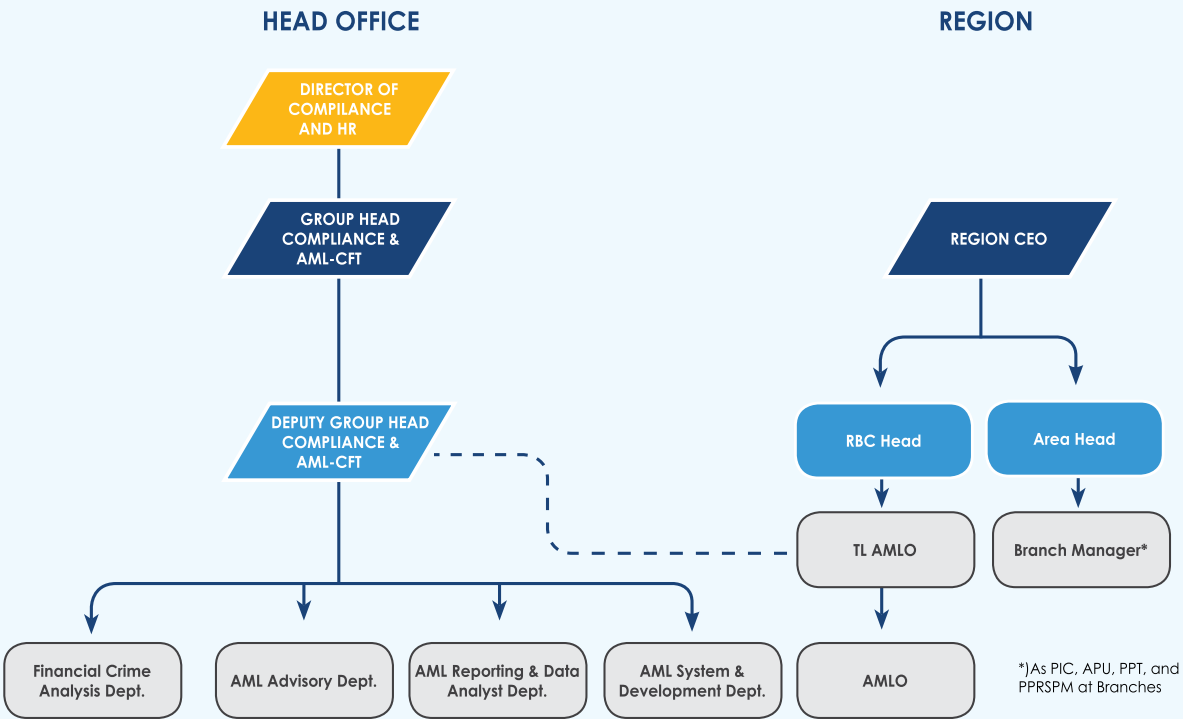 HEAD OFFICE
REGION
DIRECTOR OF
COMPILANCE
AND HR
GROUP HEAD
COMPLIANCE &
AML-CFT
REGION CEO
DEPUTY GROUP HEAD
COMPLIANCE &
AML-CFT
RBC Head
Area Head
TL AMLO
Branch Manager*
Financial Crime
Analysis Dept.
AML Advisory Dept.
AML Reporting & Data
Analyst Dept.
AML System &
Development Dept.
AMLO
*)As PIC, APU, PPT, and
PPRSPM at Branches